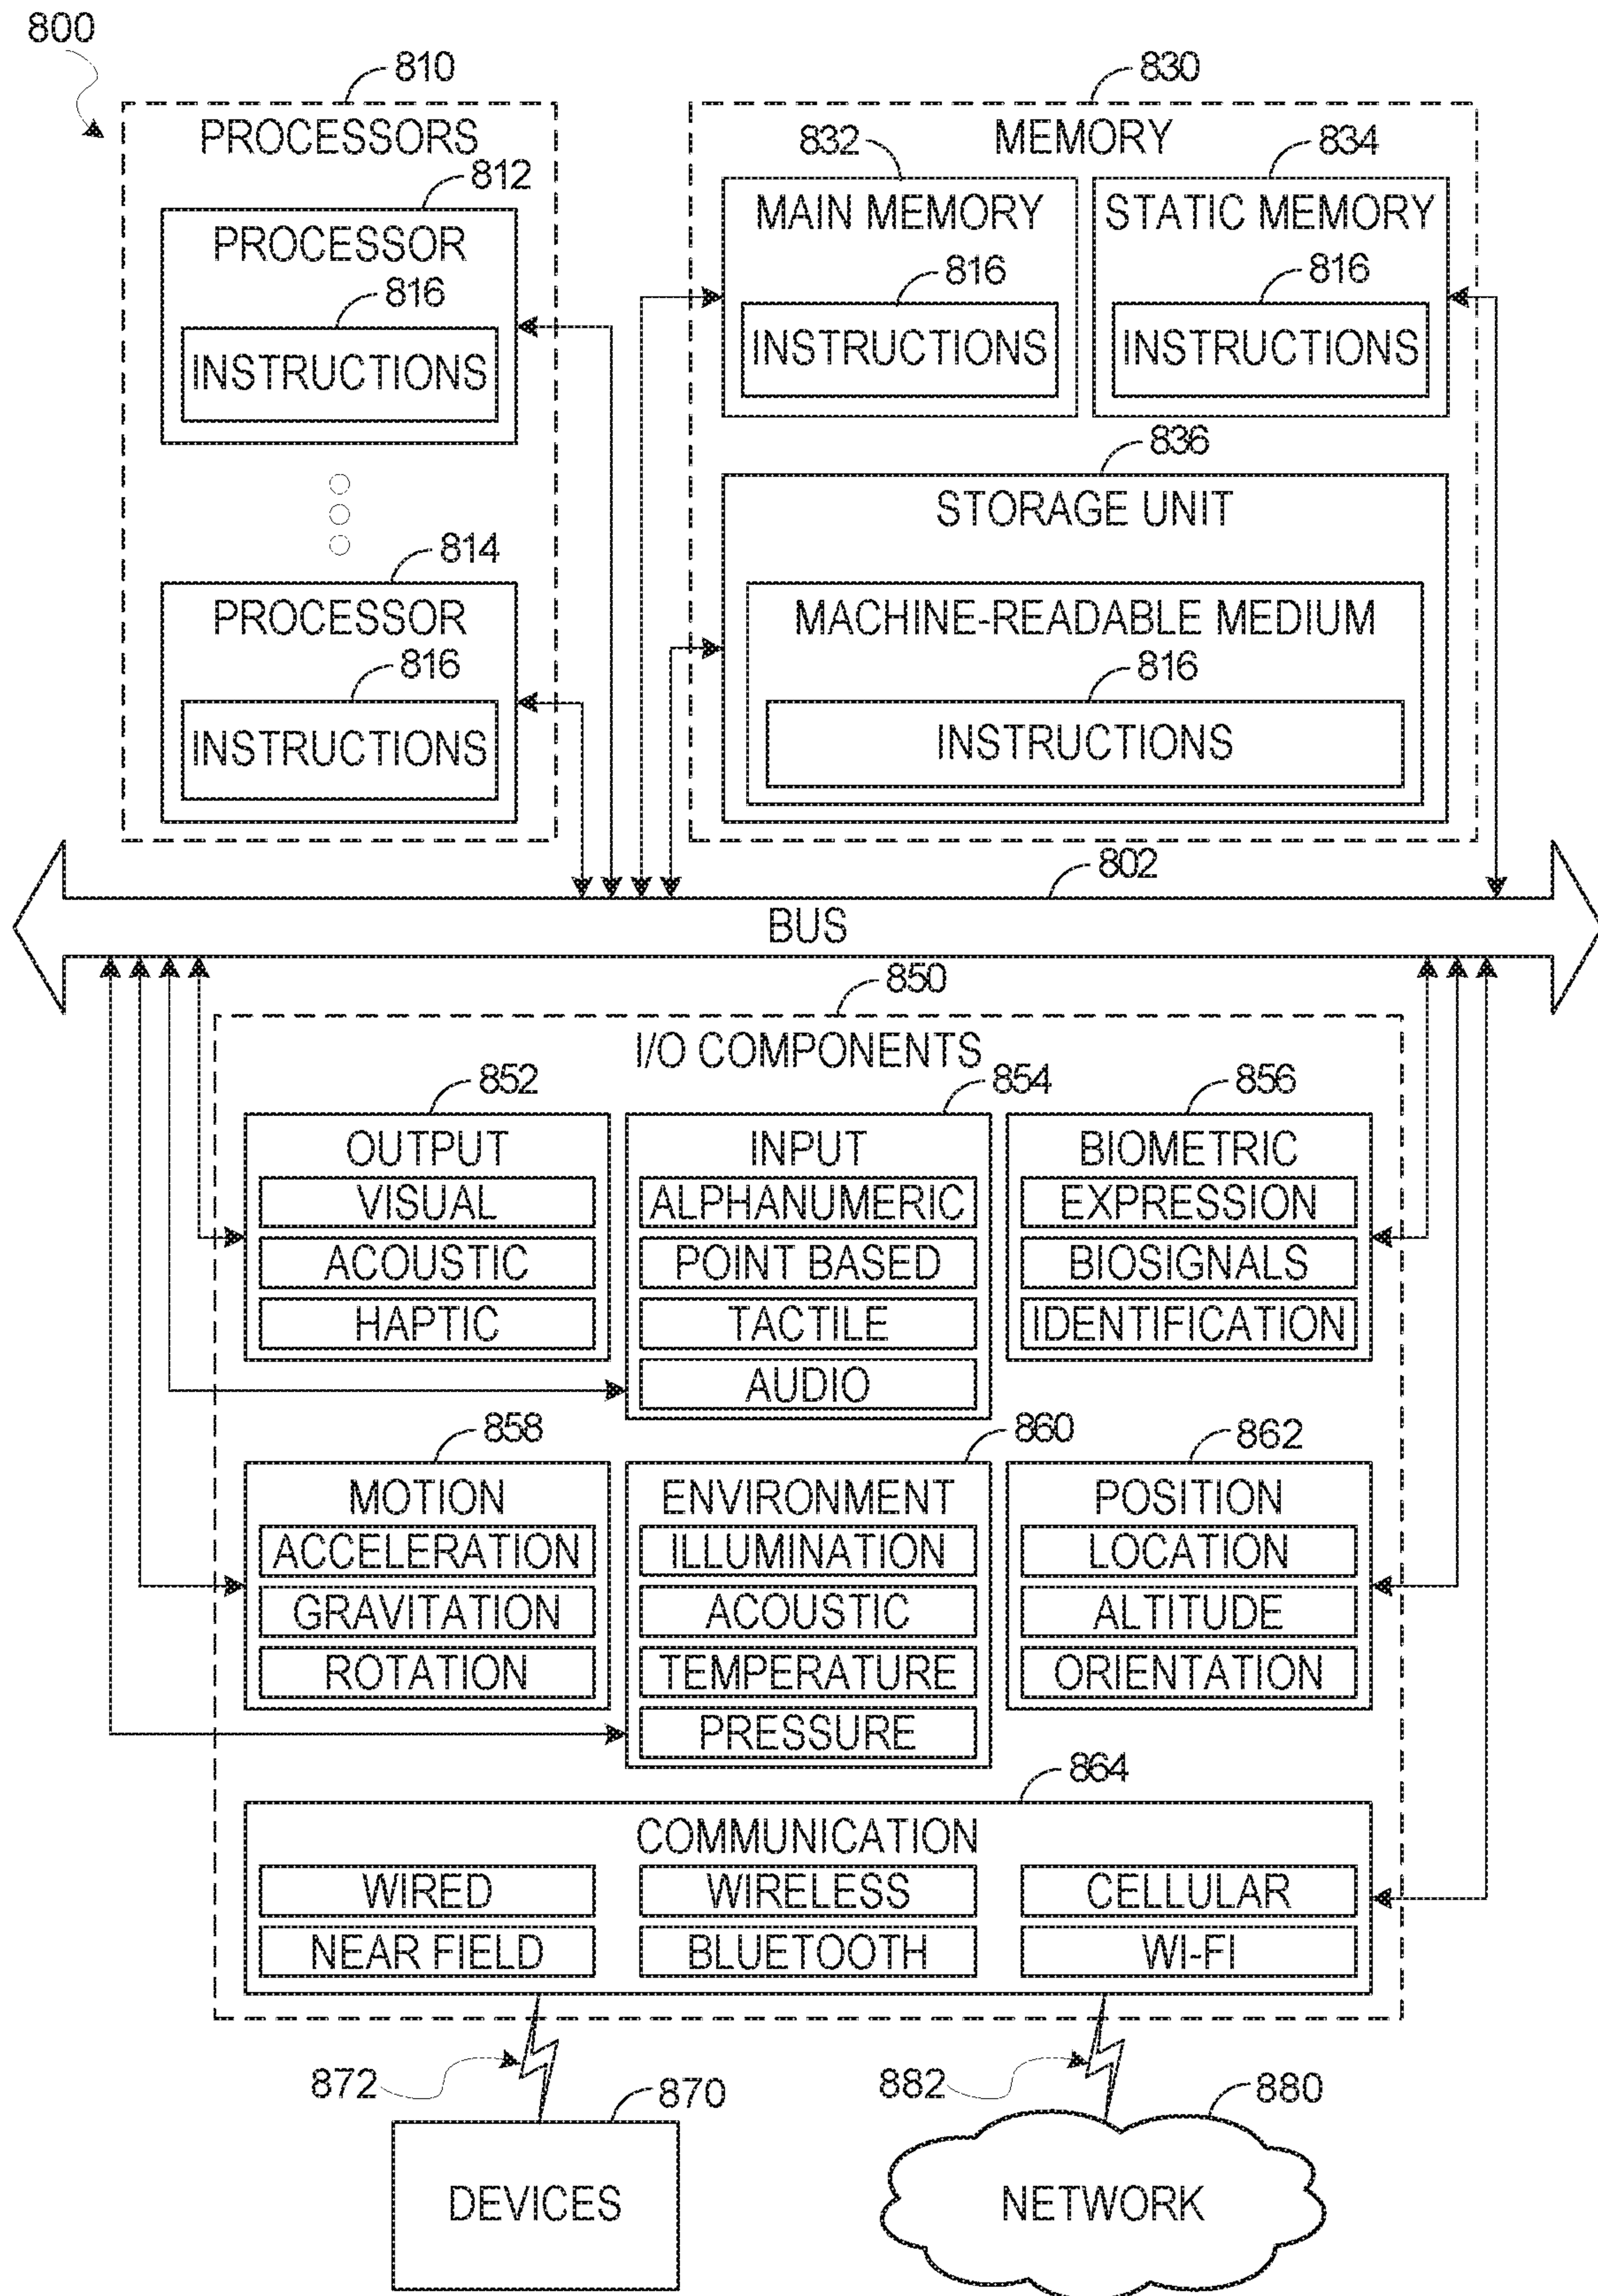 800
810
PROCESSORS
812
PROCESSOR
816
INSTRUCTIONS
814
PROCESSOR
816
INSTRUCTIONS
830
MEMORY
832
MAIN MEMORY
816
INSTRUCTIONS
834
STATIC MEMORY
816
INSTRUCTIONS
836
STORAGE UNIT
MACHINE-READABLE MEDIUM
816
INSTRUCTIONS
802
BUS
850
I/O COMPONENTS
852
OUTPUT
VISUAL
ACOUSTIC
HAPTIC
854
INPUT
ALPHANUMERIC
POINT BASED
TACTILE
AUDIO
856
BIOMETRIC
EXPRESSION
BIOSIGNALS
IDENTIFICATION
858
MOTION
ACCELERATION
GRAVITATION
ROTATION
860
ENVIRONMENT
ILLUMINATION
ACOUSTIC
TEMPERATURE
PRESSURE
862
POSITION
LOCATION
ALTITUDE
ORIENTATION
864
COMMUNICATION
WIRED
WIRELESS
CELLULAR
NEAR FIELD
BLUETOOTH
WI-FI
872
870
DEVICES
882
880
NETWORK